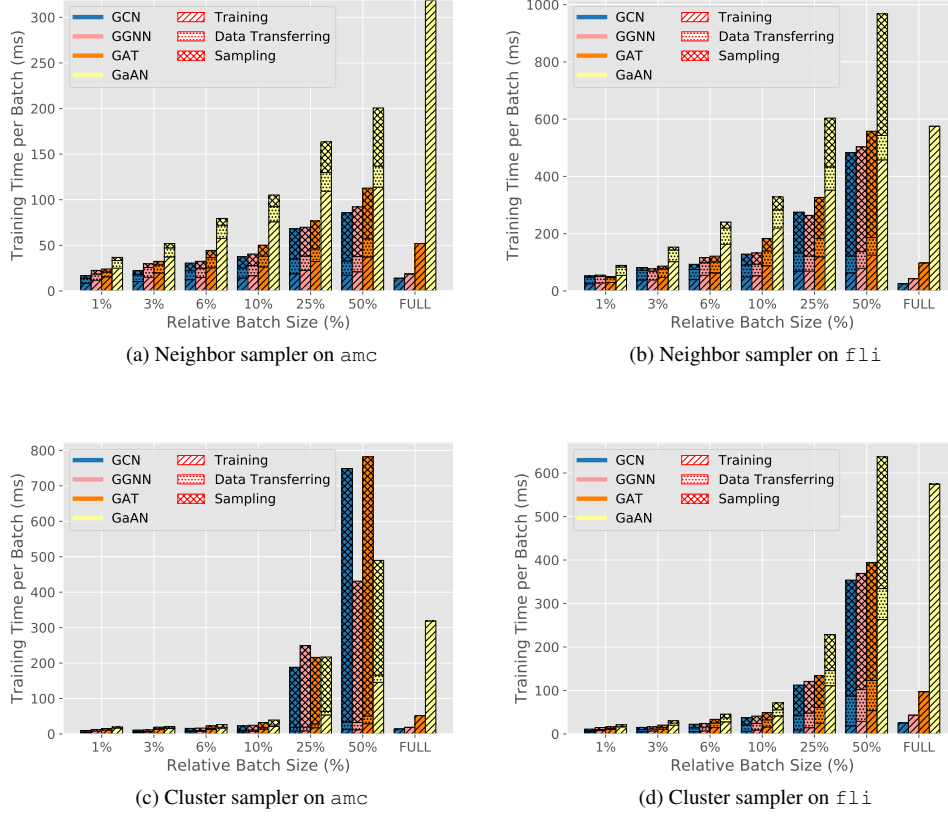 300
250
200
150
100
50
0
Training Time per Batch (ms)
GCN
GGNN
GAT
GaAN
Training
Data Transferring
Sampling
1% 3% 6% 10% 25% 50% FULL
Relative Batch Size (%)
(a) Neighbor sampler on amc
1000
800
600
400
200
0
Training Time per Batch (ms)
GCN
GGNN
GAT
GaAN
Training
Data Transferring
Sampling
1% 3% 6% 10% 25% 50% FULL
Relative Batch Size (%)
(b) Neighbor sampler on fli
800
700
600
500
400
300
200
100
0
Training Time per Batch (ms)
GCN
GGNN
GAT
GaAN
Training
Data Transferring
Sampling
1% 3% 6% 10% 25% 50% FULL
Relative Batch Size (%)
(c) Cluster sampler on amc
600
500
400
300
200
100
0
Training Time per Batch (ms)
GCN
GGNN
GAT
GaAN
Training
Data Transferring
Sampling
1% 3% 6% 10% 25% 50% FULL
Relative Batch Size (%)
(d) Cluster sampler on fli